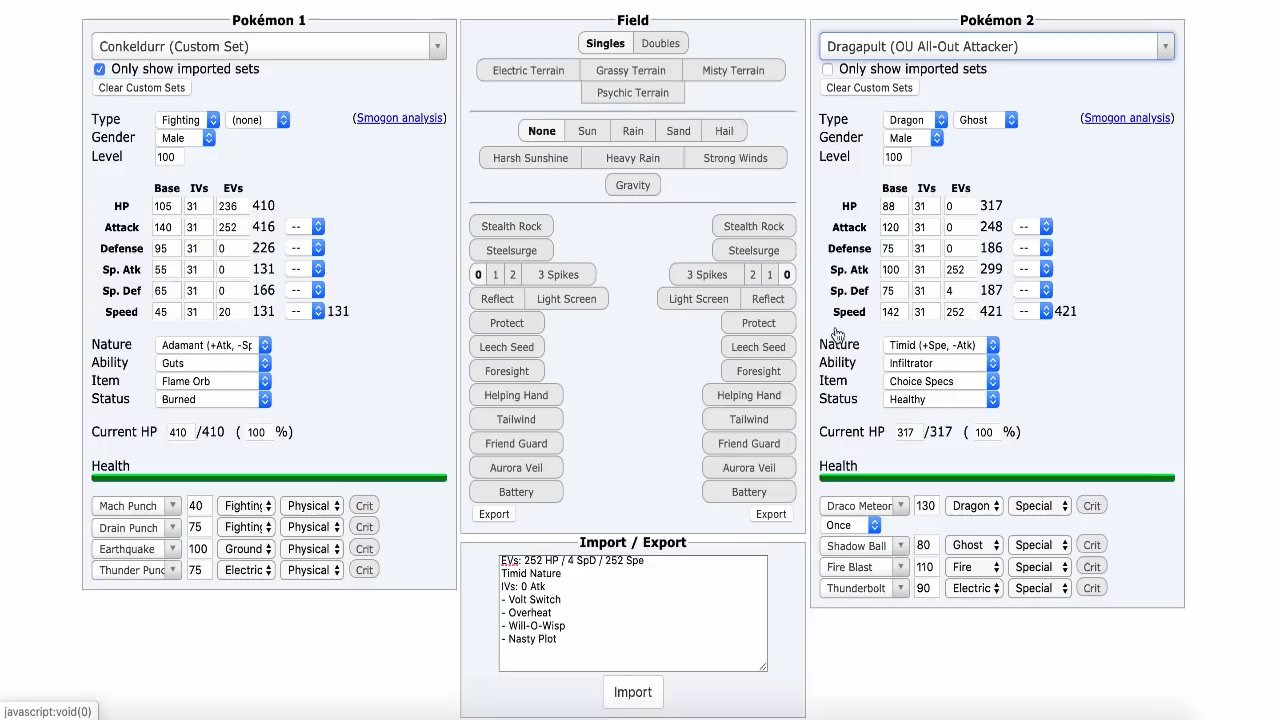 Pokémon 1
Conkeldurr (Custom Set)
Only show imported sets
Clear Custom Sets
Type Fighting (none) (Smogon analysis)
Gender Male
Level 100
Base IVs EVs
HP 105 31 236 410
Attack 140 31 252 416 --
Defense 95 31 0 226 --
Sp. Atk 55 31 0 131 --
Sp. Def 65 31 0 166 --
Speed 45 31 20 131 -- 131
Nature Adamant (+Atk, -Sp
Ability Guts
Item Flame Orb
Status Burned
Current HP 410 /410 ( 100 %)
Health
Mach Punch 40 Fighting Physical Crit
Drain Punch 75 Fighting Physical Crit
Earthquake 100 Ground Physical Crit
Thunder Punc 75 Electric Physical Crit
Field
Singles Doubles
Electric Terrain Grassy Terrain Misty Terrain
Psychic Terrain
None Sun Rain Sand Hail
Harsh Sunshine Heavy Rain Strong Winds
Gravity
Stealth Rock Stealth Rock
Steelsurge Steelsurge
0 1 2 3 Spikes 3 Spikes 2 1 0
Reflect Light Screen Light Screen Reflect
Protect Protect
Leech Seed Leech Seed
Foresight Foresight
Helping Hand Helping Hand
Tailwind Tailwind
Friend Guard Friend Guard
Aurora Veil Aurora Veil
Battery Battery
Export Export
Import / Export
EVs: 252 HP / 4 SpD / 252 Spe
Timid Nature
IVs: 0 Atk
- Volt Switch
- Overheat
- Will-O-Wisp
- Nasty Plot
Import
Pokémon 2
Dragapult (OU All-Out Attacker)
Only show imported sets
Clear Custom Sets
Type Dragon Ghost (Smogon analysis)
Gender Male
Level 100
Base IVs EVs
HP 88 31 0 317
Attack 120 31 0 248 --
Defense 75 31 0 186 --
Sp. Atk 100 31 252 299 --
Sp. Def 75 31 4 187 --
Speed 142 31 252 421 -- 421
Nature Timid (+Spe, -Atk)
Ability Infiltrator
Item Choice Specs
Status Healthy
Current HP 317 /317 ( 100 %)
Health
Draco Meteor 130 Dragon Special Crit
Once
Shadow Ball 80 Ghost Special Crit
Fire Blast 110 Fire Special Crit
Thunderbolt 90 Electric Special Crit
javascript:void(0)